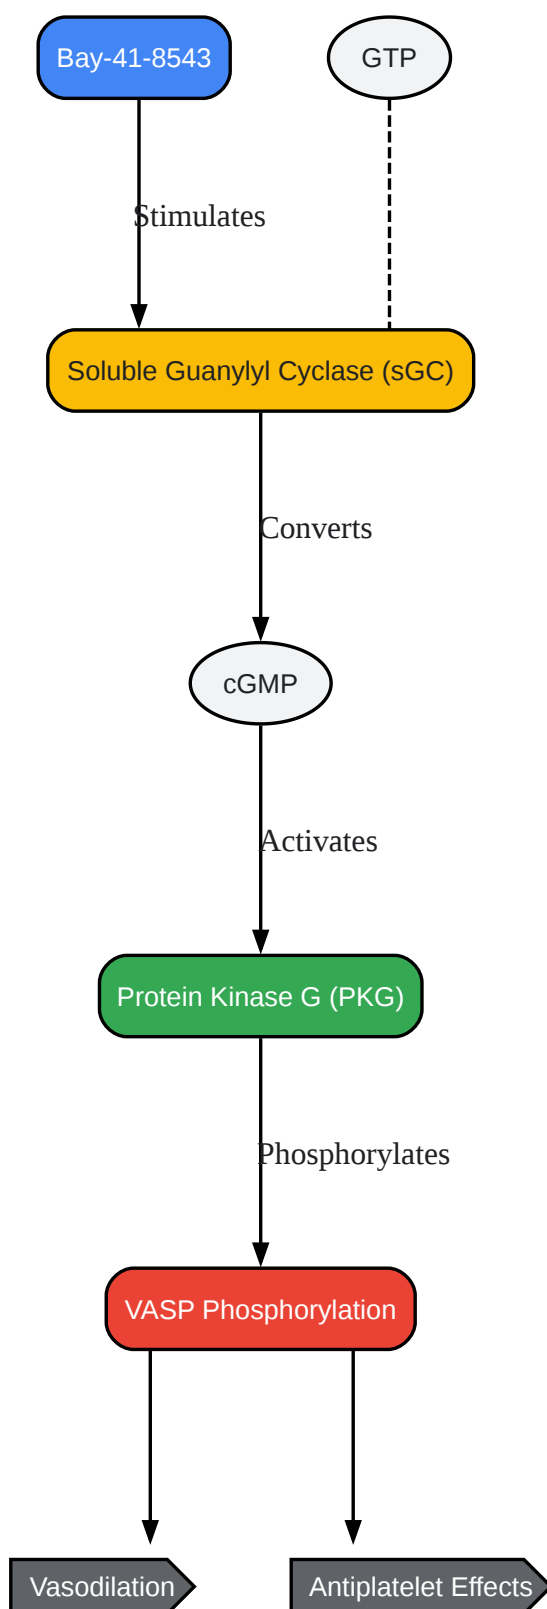 Bay-41-8543
GTP
Stimulates
Soluble Guanylyl Cyclase (sGC)
Converts
cGMP
Activates
Protein Kinase G (PKG)
Phosphorylates
VASP Phosphorylation
Vasodilation
Antiplatelet Effects